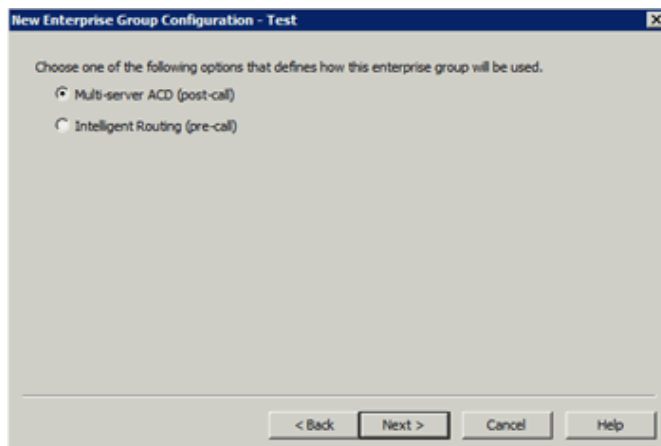 New Enterprise Group Configuration - Test
Choose one of the following options that defines how this enterprise group will be used.
Multi-server ACD (post-call)
Intelligent Routing (pre-call)
< Back Next > Cancel Help